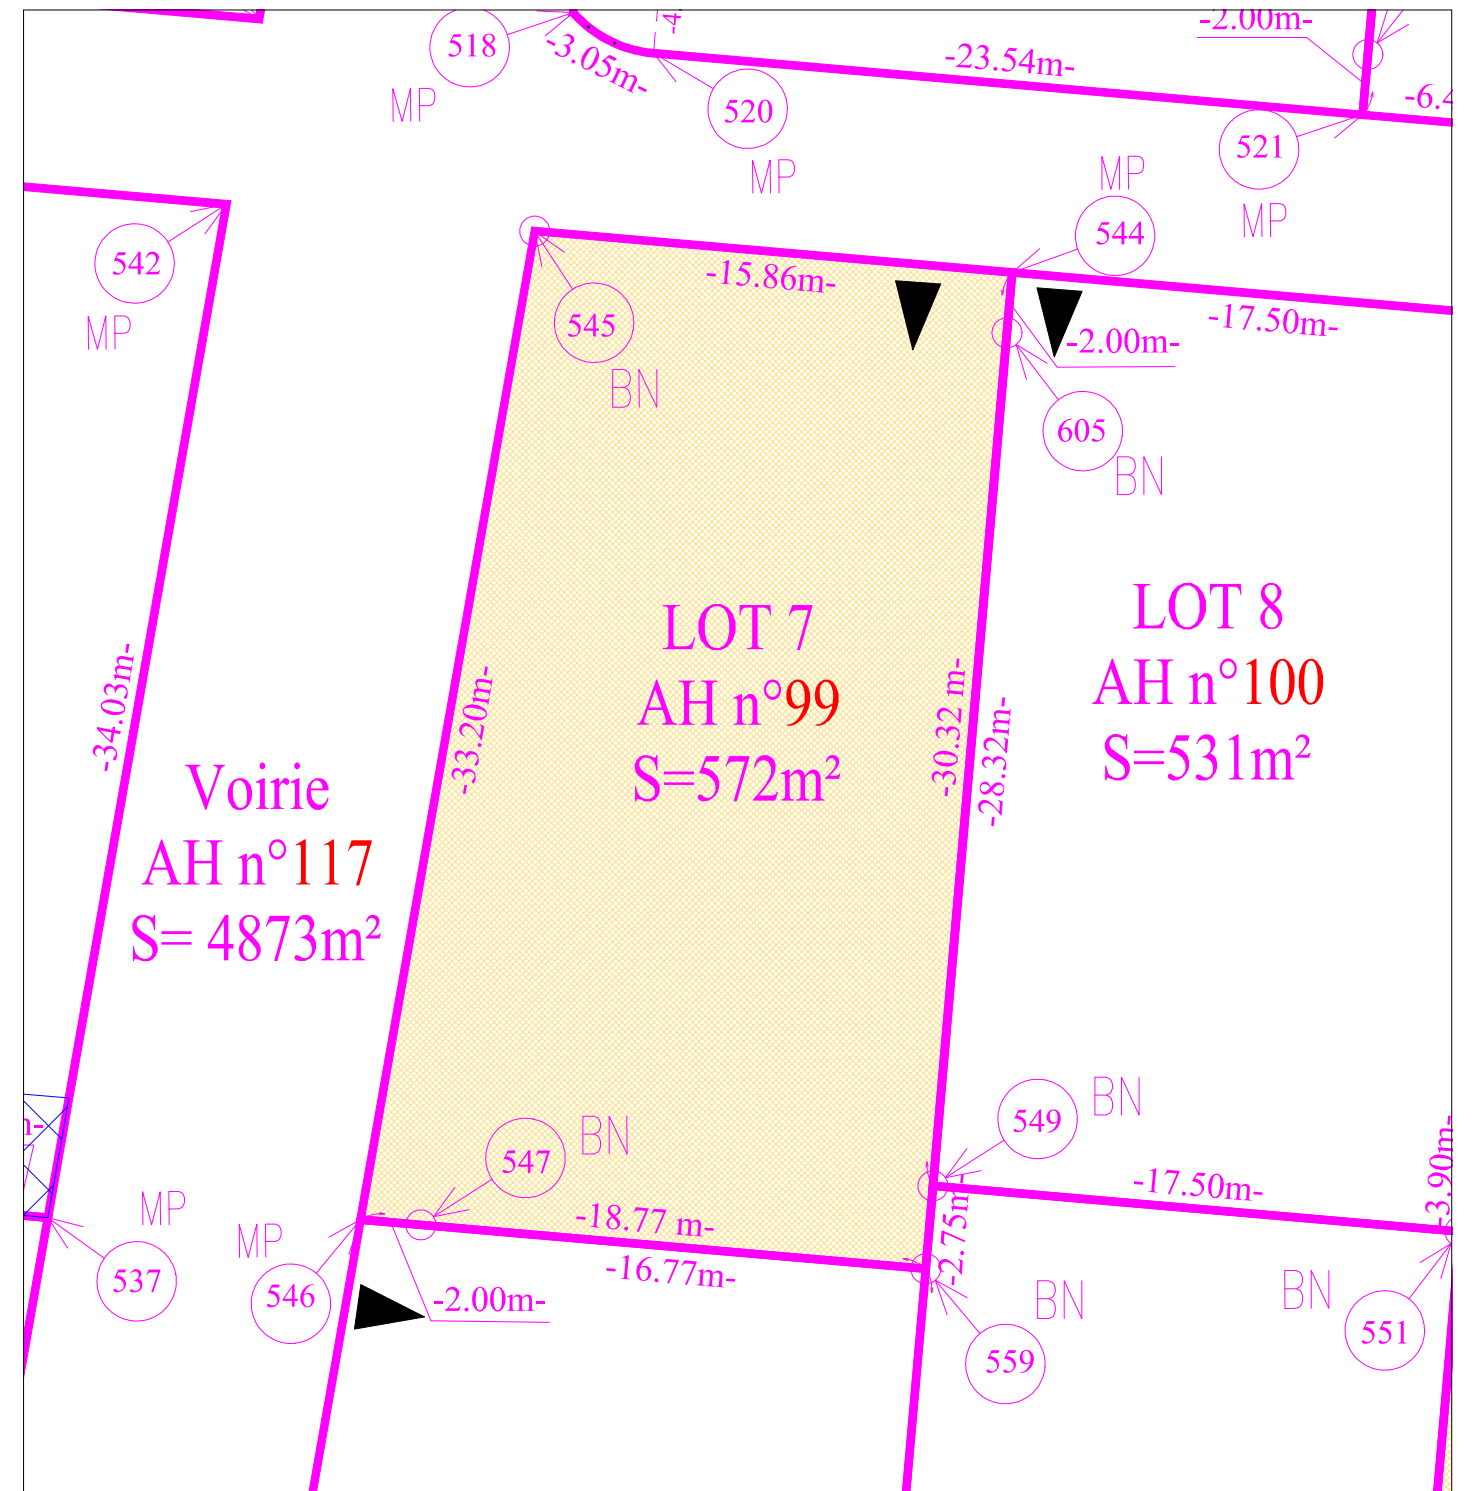 518
-3.05m-
MP
520
MP
-23.54m-
-2.00m-
521
MP
542
MP
545
BN
-15.86m-
MP
544
-17.50m-
-2.00m-
605
BN
-34.03m-
Voirie
AH n°117
S= 4873m²
-33.20m-
LOT 7
AH n°99
S=572m²
-30.32 m-
-28.32m-
LOT 8
AH n°100
S=531m²
547
BN
549
BN
-17.50m-
-3.90m-
MP
537
MP
546
-18.77 m-
-16.77m-
-2.00m-
-2.75m-
559
BN
BN
551